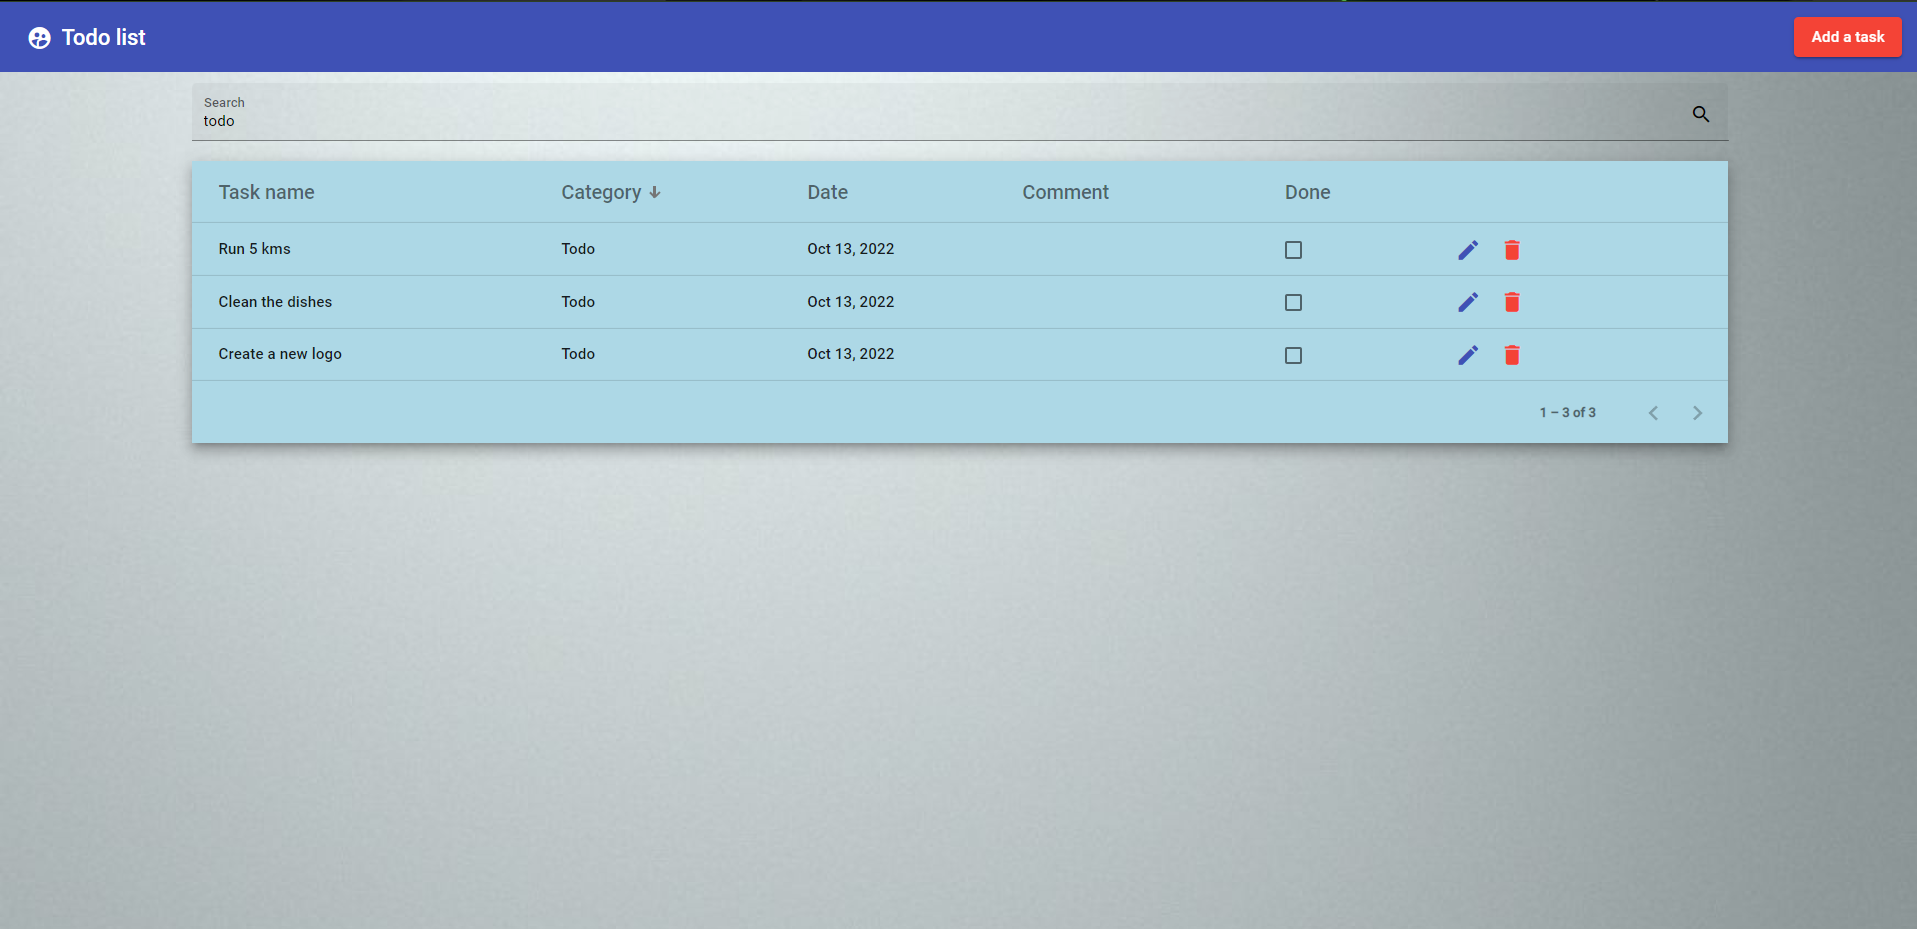 Todo list
Add a task
Search
todo
Task name Category Date Comment Done
Run 5 kms Todo Oct 13, 2022
Clean the dishes Todo Oct 13, 2022
Create a new logo Todo Oct 13, 2022
1 – 3 of 3